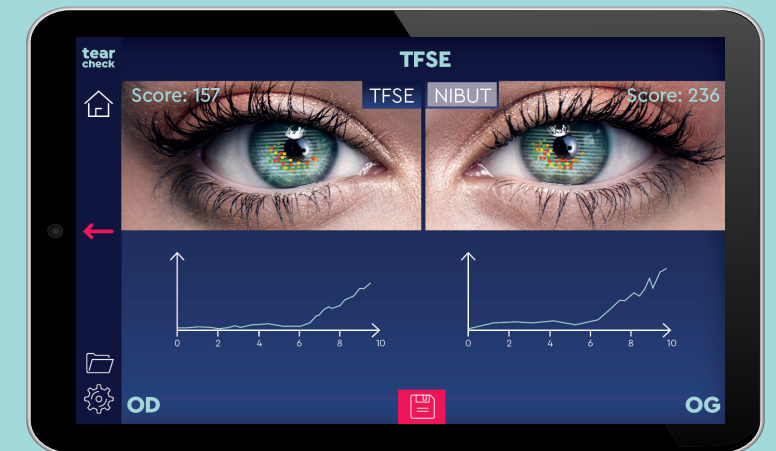 tear
check
TFSE
Score: 157
TFSE
NIBUT
Score: 236
0 2 4 6 8 10
0 2 4 6 8 10
OD
OG